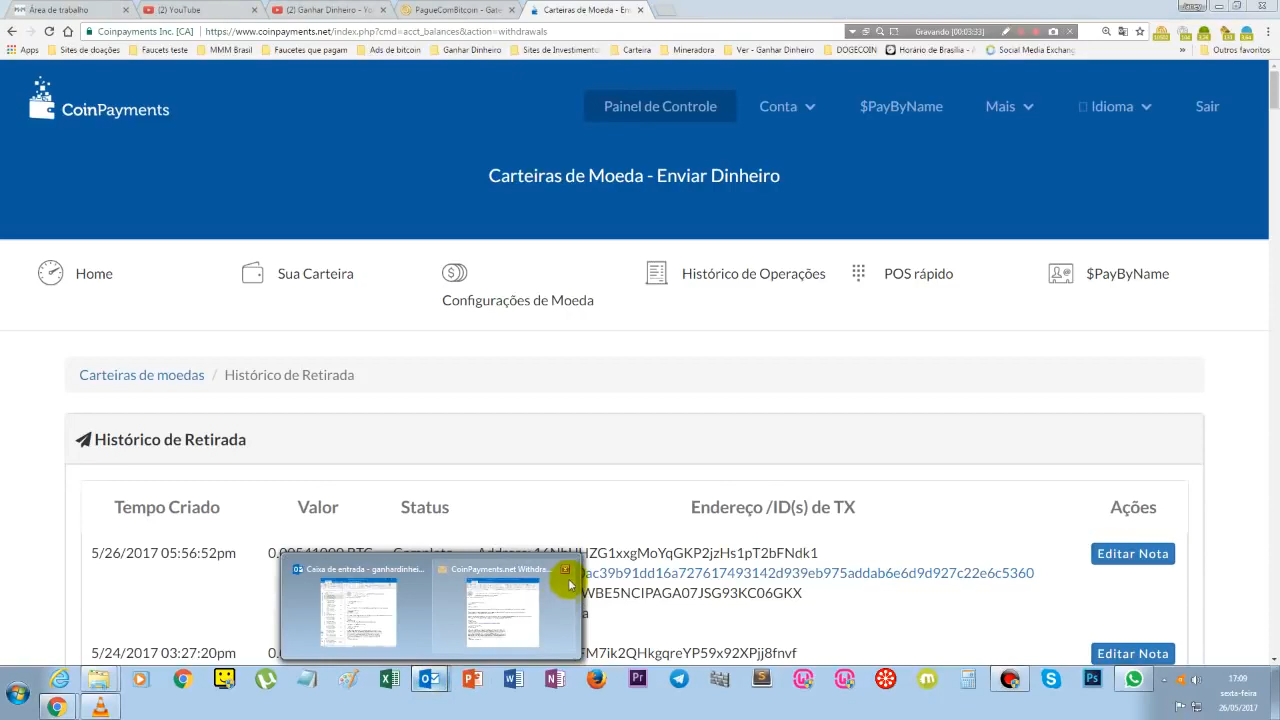 Área de trabalho
(2) YouTube
(2) Ganhar Dinheiro - You
PagueComBitcoin - Gate
Carteiras de Moeda - En
Coinpayments Inc. [CA] https://www.coinpayments.net/index.php?cmd=acct_balances&action=withdrawals
Gravando [00:03:33]
Apps
Sites de doações
Faucets teste
MMM Brasil
Faucets que pagam
Ads de bitcoin
Ganhar Dinheiro
Sites de Investimento
Carteira
Minerador
Ver - Ganhar Dinheiro
DOGECOIN
Horário de Brasília -
Social Media Exchang
Outros favoritos
CoinPayments
Painel de Controle
Conta
$PayByName
Mais
Idioma
Sair
Carteiras de Moeda - Enviar Dinheiro
Home
Sua Carteira
Configurações de Moeda
Histórico de Operações
POS rápido
$PayByName
Carteiras de moedas / Histórico de Retirada
Histórico de Retirada
Tempo Criado
Valor
Status
Endereço /ID(s) de TX
Ações
5/26/2017 05:56:52pm
Editar Nota
Caixa de entrada - ganhardinhei...
CoinPayments.net Withdra...
5/24/2017 03:27:20pm
Editar Nota
17:09
sexta-feira
26/05/2017